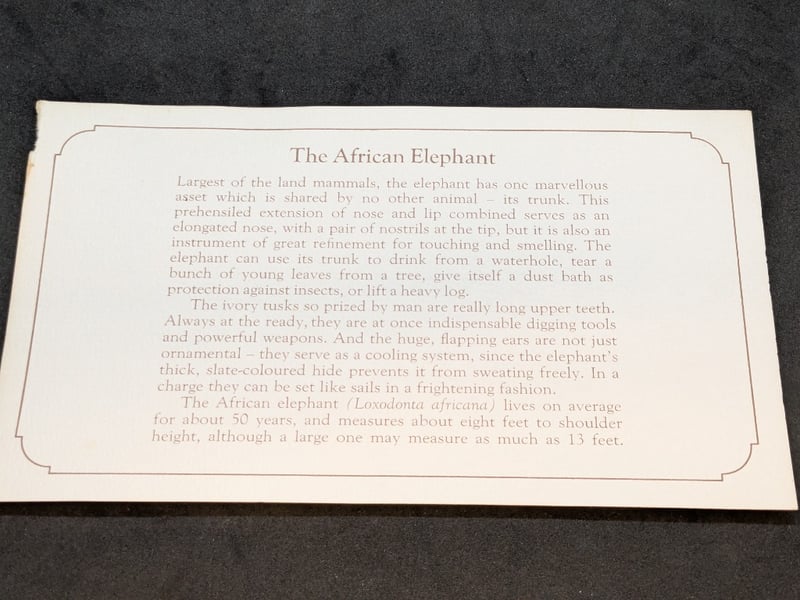 The African Elephant
Largest of the land mammals, the elephant has one marvellous
asset which is shared by no other animal – its trunk. This
prehensiled extension of nose and lip combined serves as an
elongated nose, with a pair of nostrils at the tip, but it is also an
instrument of great refinement for touching and smelling. The
elephant can use its trunk to drink from a waterhole, tear a
bunch of young leaves from a tree, give itself a dust bath as
protection against insects, or lift a heavy log.
The ivory tusks so prized by man are really long upper teeth.
Always at the ready, they are at once indispensable digging tools
and powerful weapons. And the huge, flapping ears are not just
ornamental – they serve as a cooling system, since the elephant's
thick, slate-coloured hide prevents it from sweating freely. In a
charge they can be set like sails in a frightening fashion.
The African elephant (Loxodonta africana) lives on average
for about 50 years, and measures about eight feet to shoulder
height, although a large one may measure as much as 13 feet.